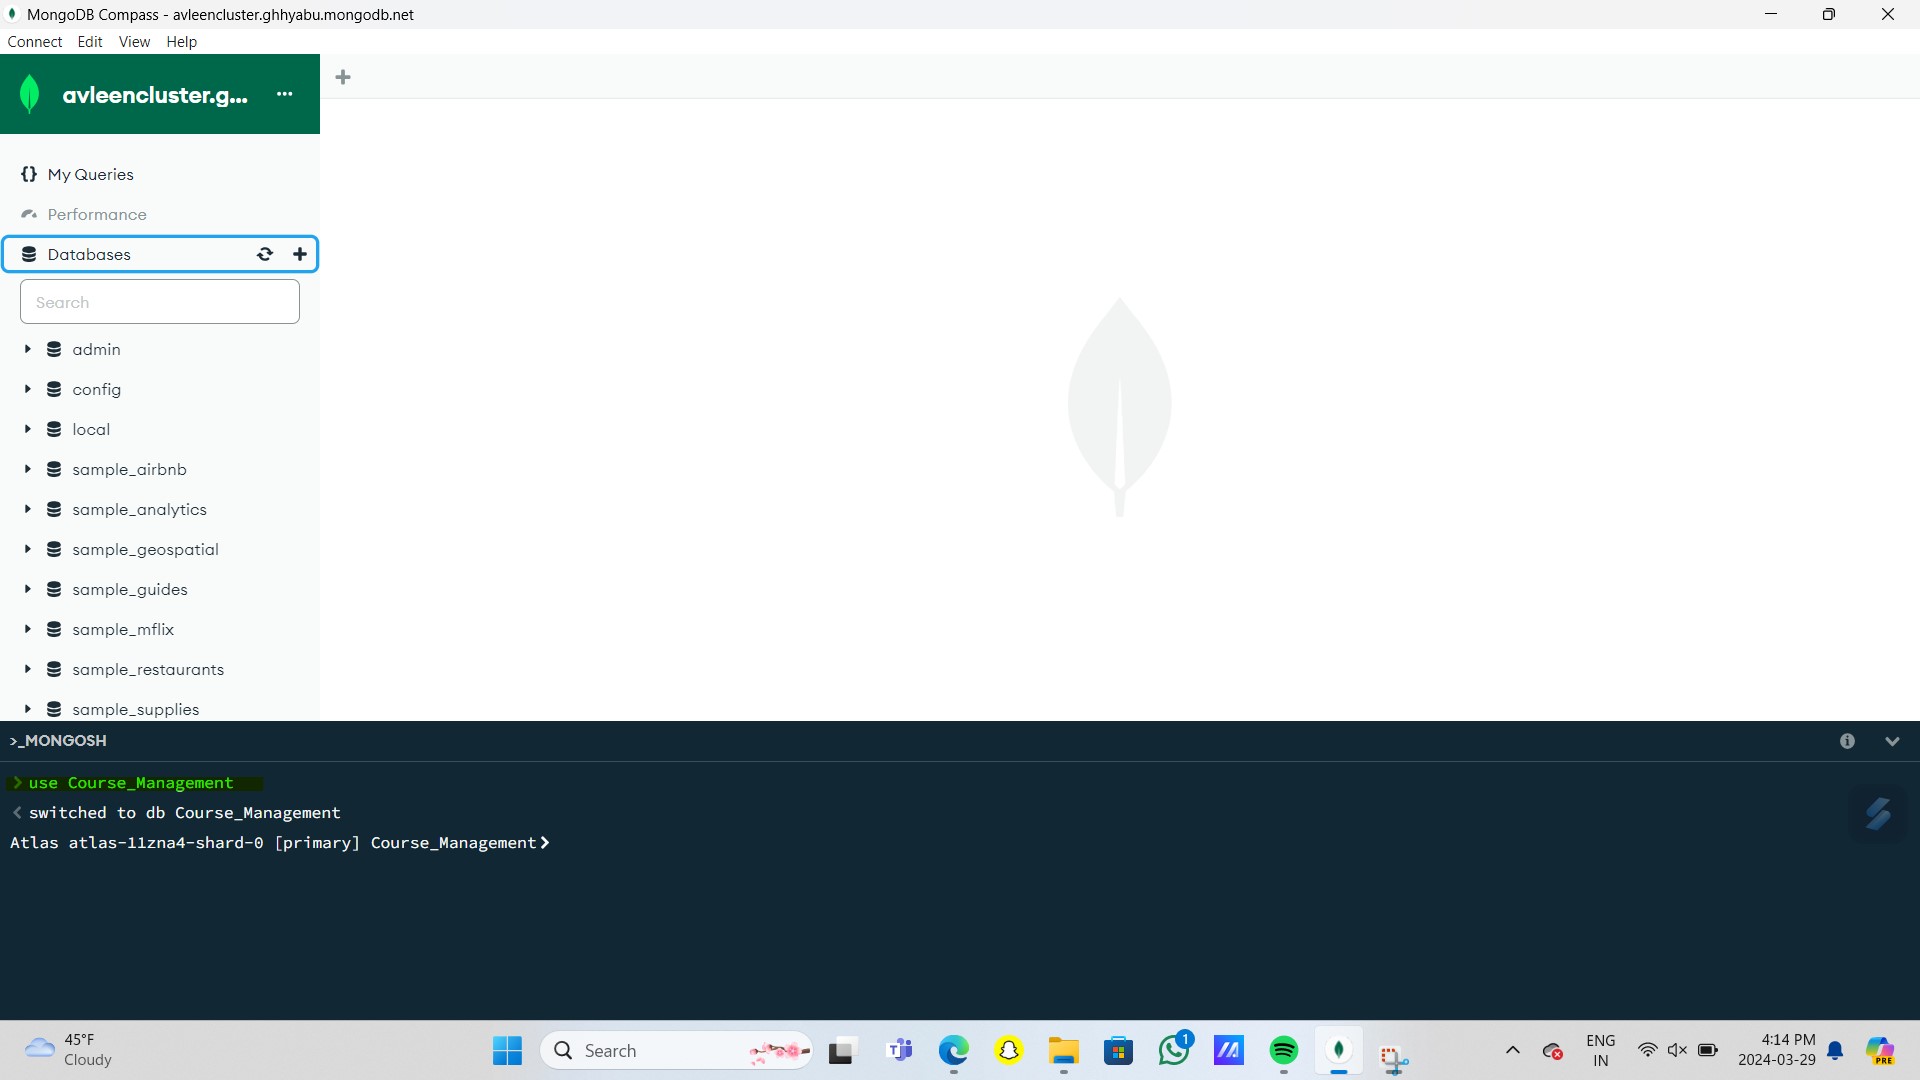 MongoDB Compass - avleencluster.ghhyabu.mongodb.net
Connect Edit View Help
avleencluster.g...
My Queries
Performance
Databases
Search
admin
config
local
sample_airbnb
sample_analytics
sample_geospatial
sample_guides
sample_mflix
sample_restaurants
sample_supplies
>_MONGOSH
> use Course_Management
< switched to db Course_Management
Atlas atlas-11zna4-shard-0 [primary] Course_Management>
45°F
Cloudy
Search
1
ENG
IN
4:14 PM
2024-03-29
PRE